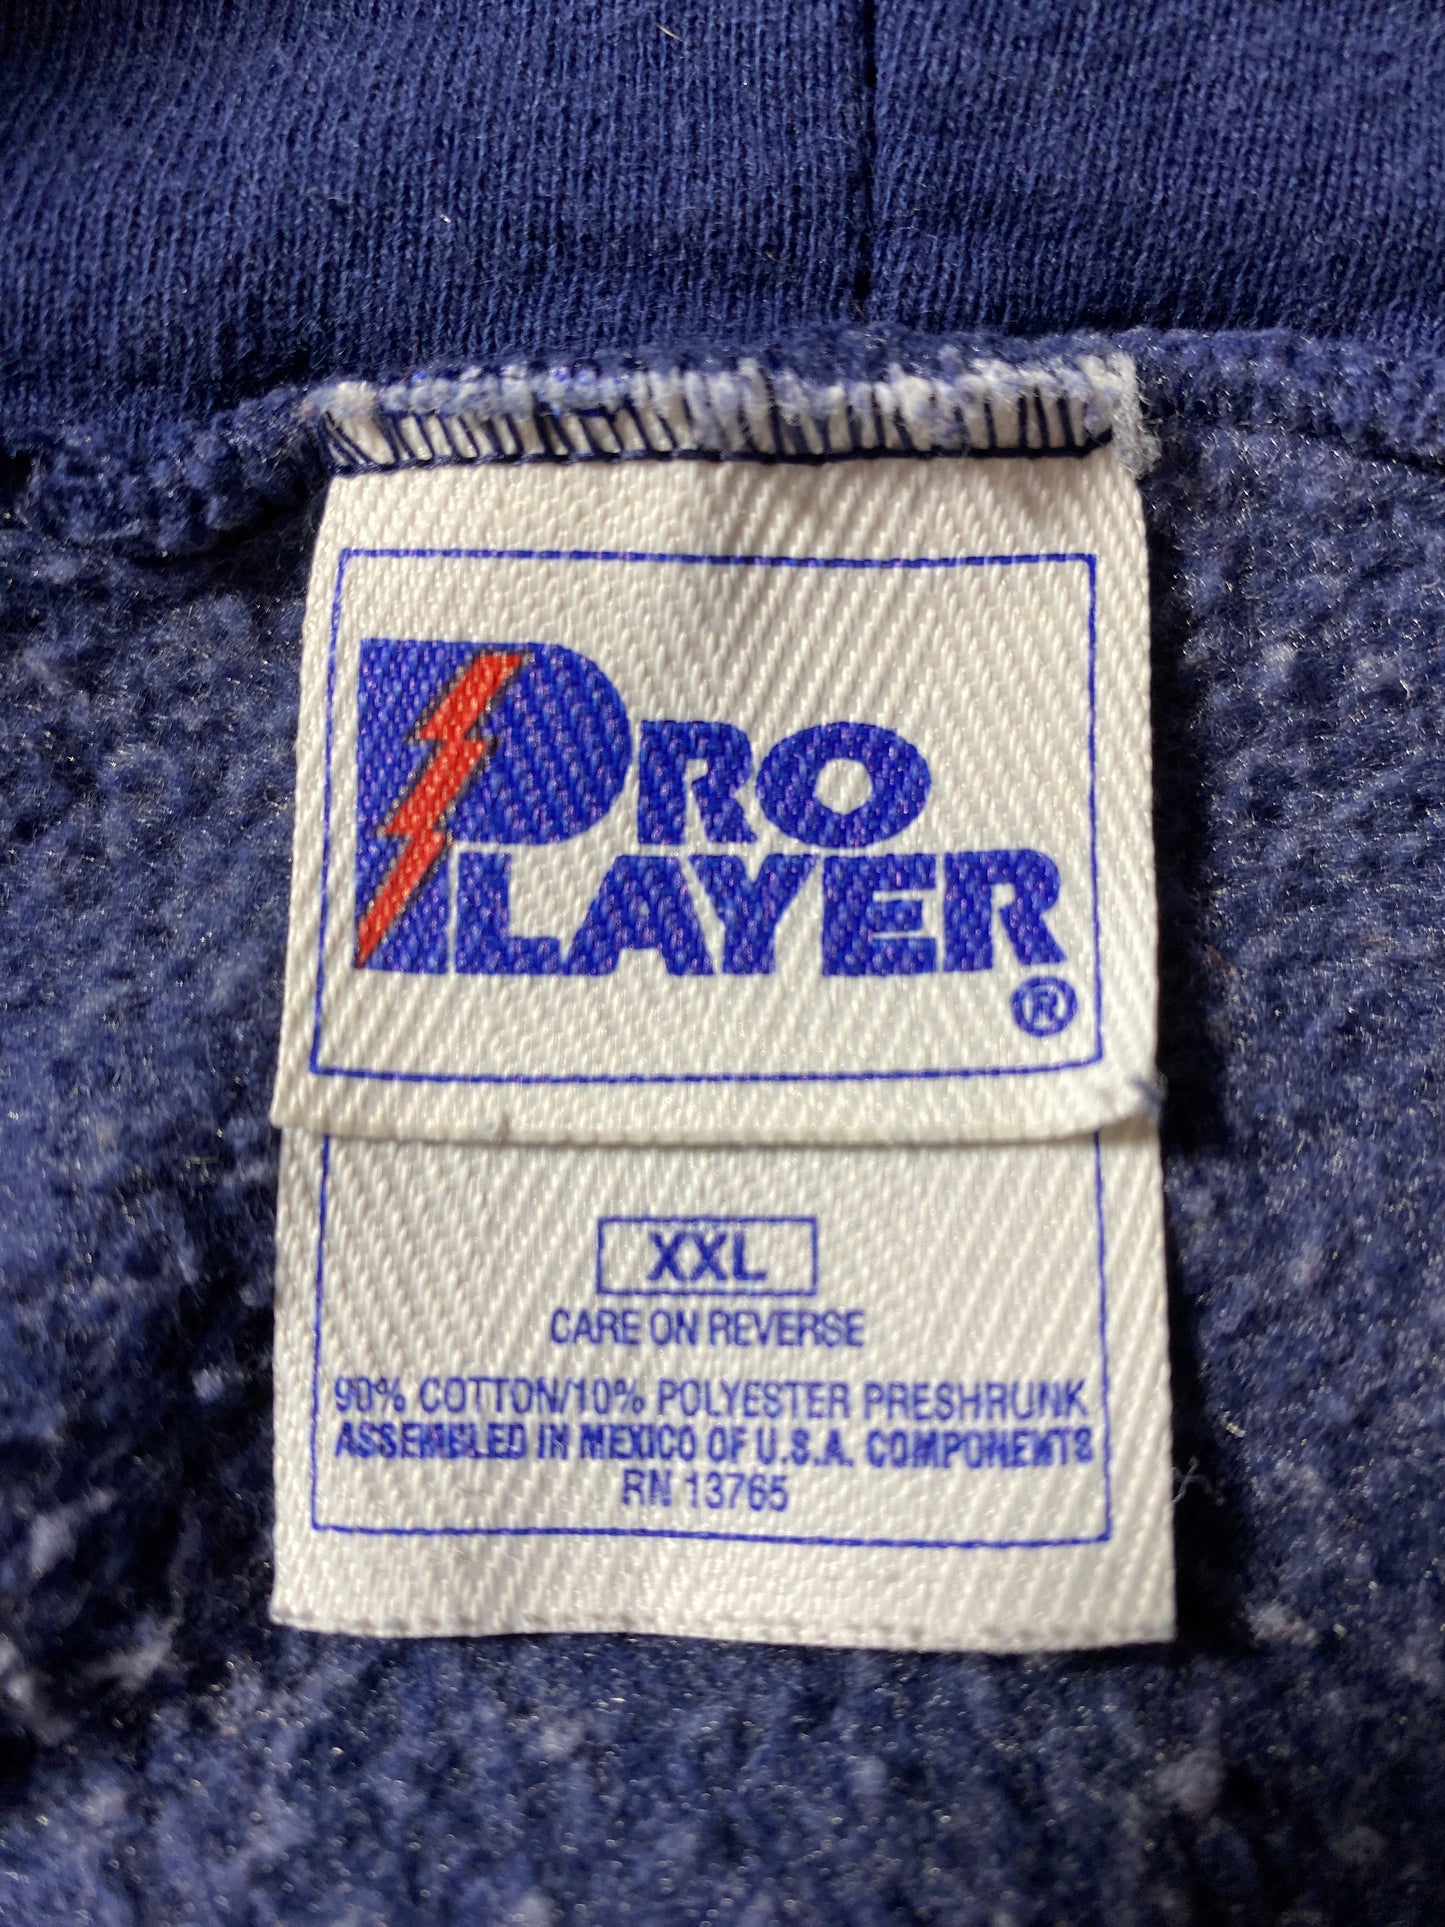 PRO
PLAYER
®
XXL
CARE ON REVERSE
90% COTTON/10% POLYESTER PRESHRUNK
ASSEMBLED IN MEXICO OF U.S.A. COMPONENTS
RN 13765